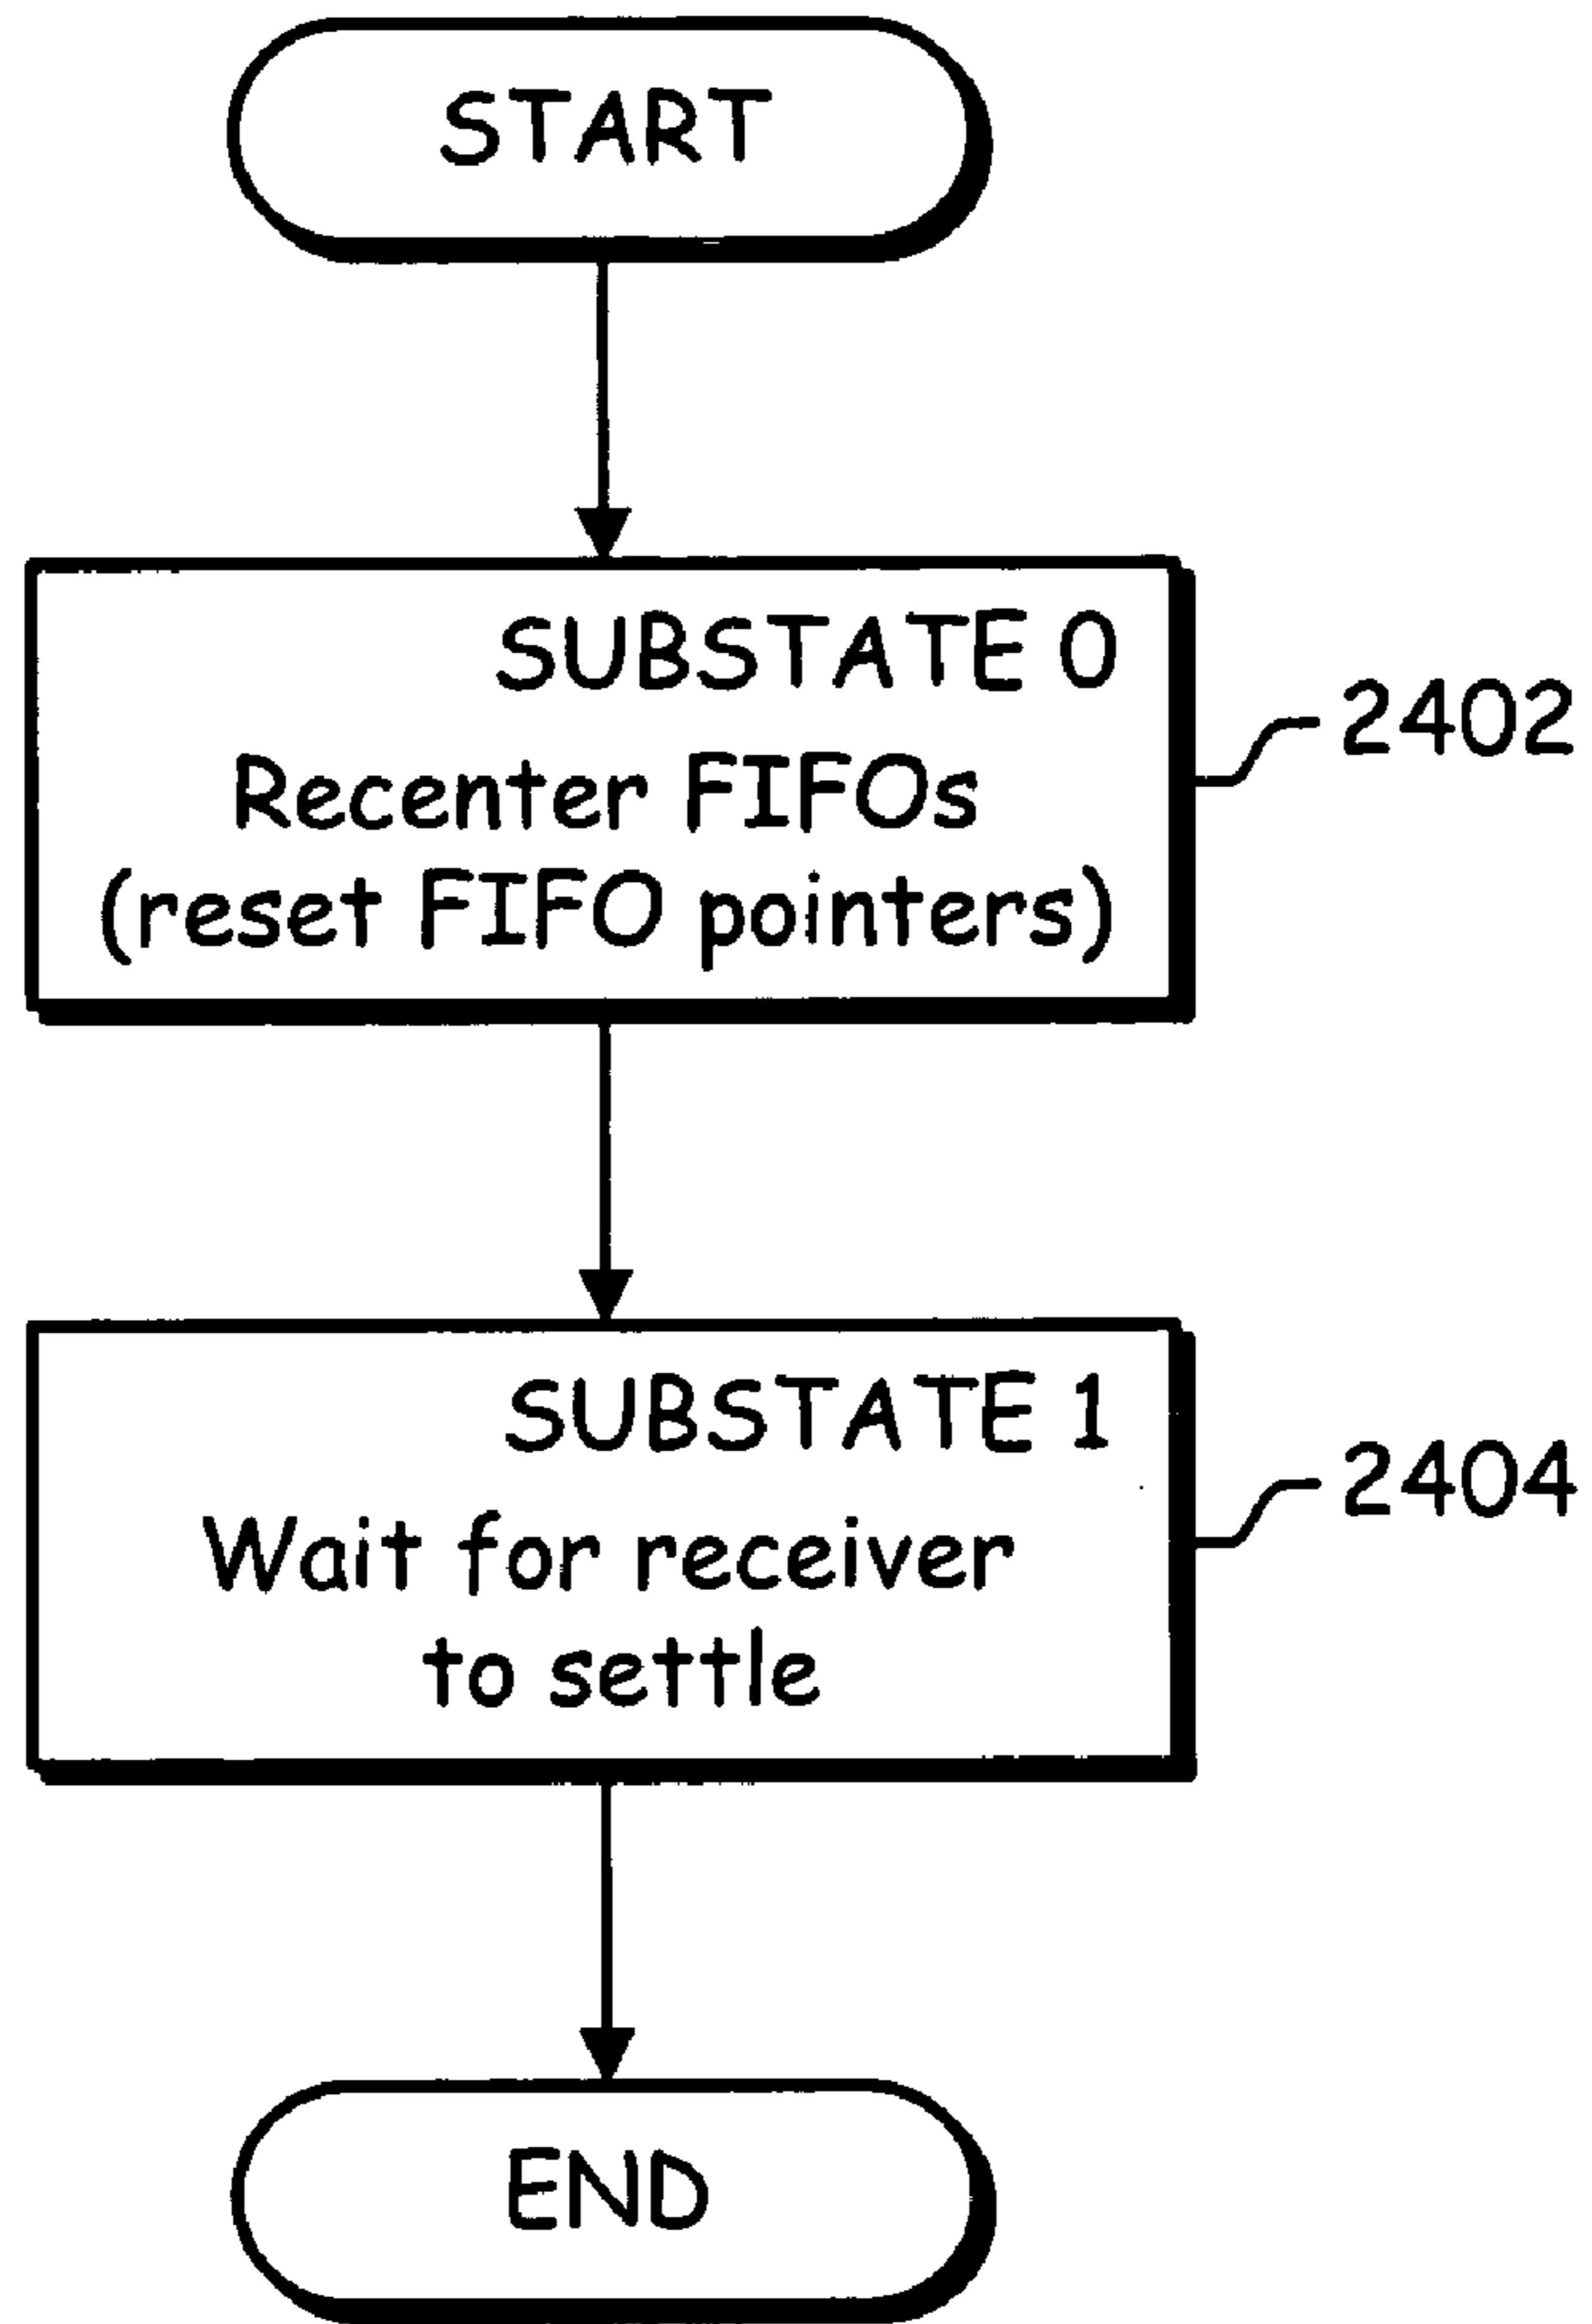 START
SUBSTATE 0
2402
Recenter FIFOs
(reset FIFO pointers)
SUBSTATE 1
2404
Wait for receiver
to settle
END